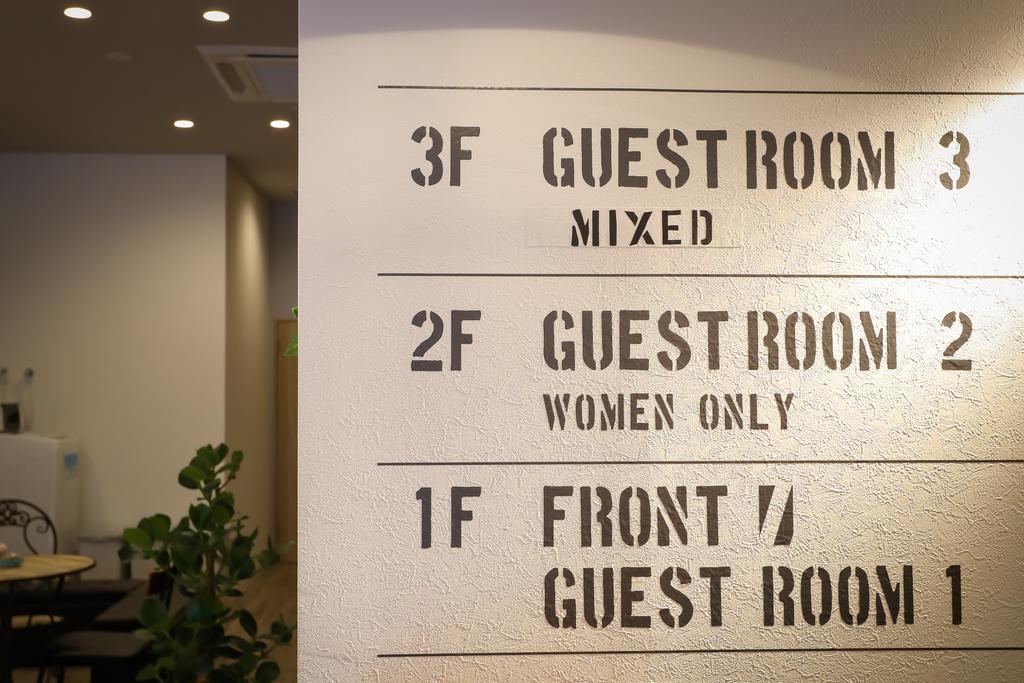 3F GUEST ROOM 3
MIXED
2F GUEST ROOM 2
WOMEN ONLY
1F FRONT /
GUEST ROOM 1